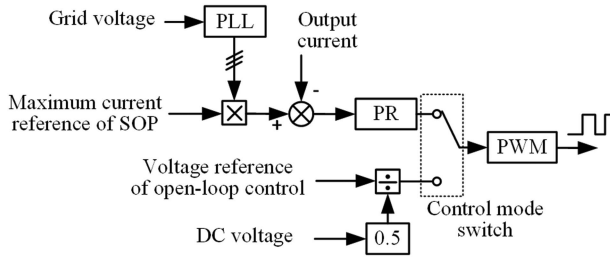 Grid voltage
PLL
Output
current
-
Maximum current
reference of SOP
×
+
PR
PWM
Voltage reference
of open-loop control
÷
Control mode
switch
DC voltage
0.5